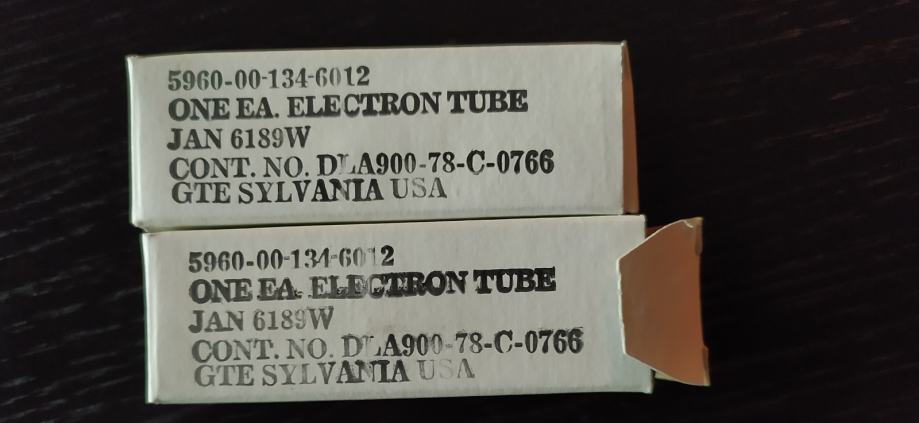 5960-00-134-6012
ONE EA. ELECTRON TUBE
JAN 6189W
CONT. NO. DLA900-78-C-0766
GTE SYLVANIA USA
5960-00-134-6012
ONE EA. ELECTRON TUBE
JAN 6189W
CONT. NO. DLA900-78-C-0766
GTE SYLVANIA USA